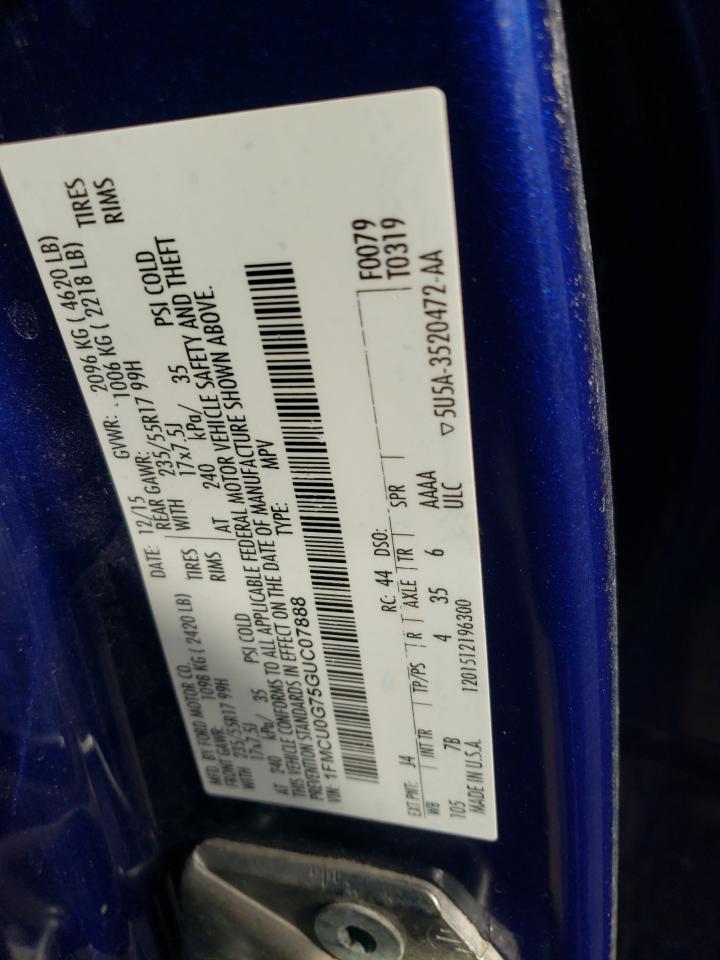 MFD. BY FORD MOTOR CO. DATE: 12/15 GVWR: 2096 KG ( 4620 LB)
FRONT GAWR: 1098 KG ( 2420 LB) REAR GAWR: 1006 KG ( 2218 LB)
WITH 235/55R17 99H TIRES WITH 235/55R17 99H TIRES
17x7.5J RIMS 17x7.5J RIMS
AT 240 kPa/ 35 PSI COLD AT 240 kPa/ 35 PSI COLD
THIS VEHICLE CONFORMS TO ALL APPLICABLE FEDERAL MOTOR VEHICLE SAFETY AND THEFT
PREVENTION STANDARDS IN EFFECT ON THE DATE OF MANUFACTURE SHOWN ABOVE.
VIN: 1FMCU0G75GUC07888 TYPE: MPV
EXT PNT: J4 RC: 44 DSO: F0079
T0319
WB INT TR TP/PS R AXLE TR SPR
105 7B 4 35 6 AAAA
▽5U5A-3520472-AA
MADE IN U.S.A. 1201512196300 ULC